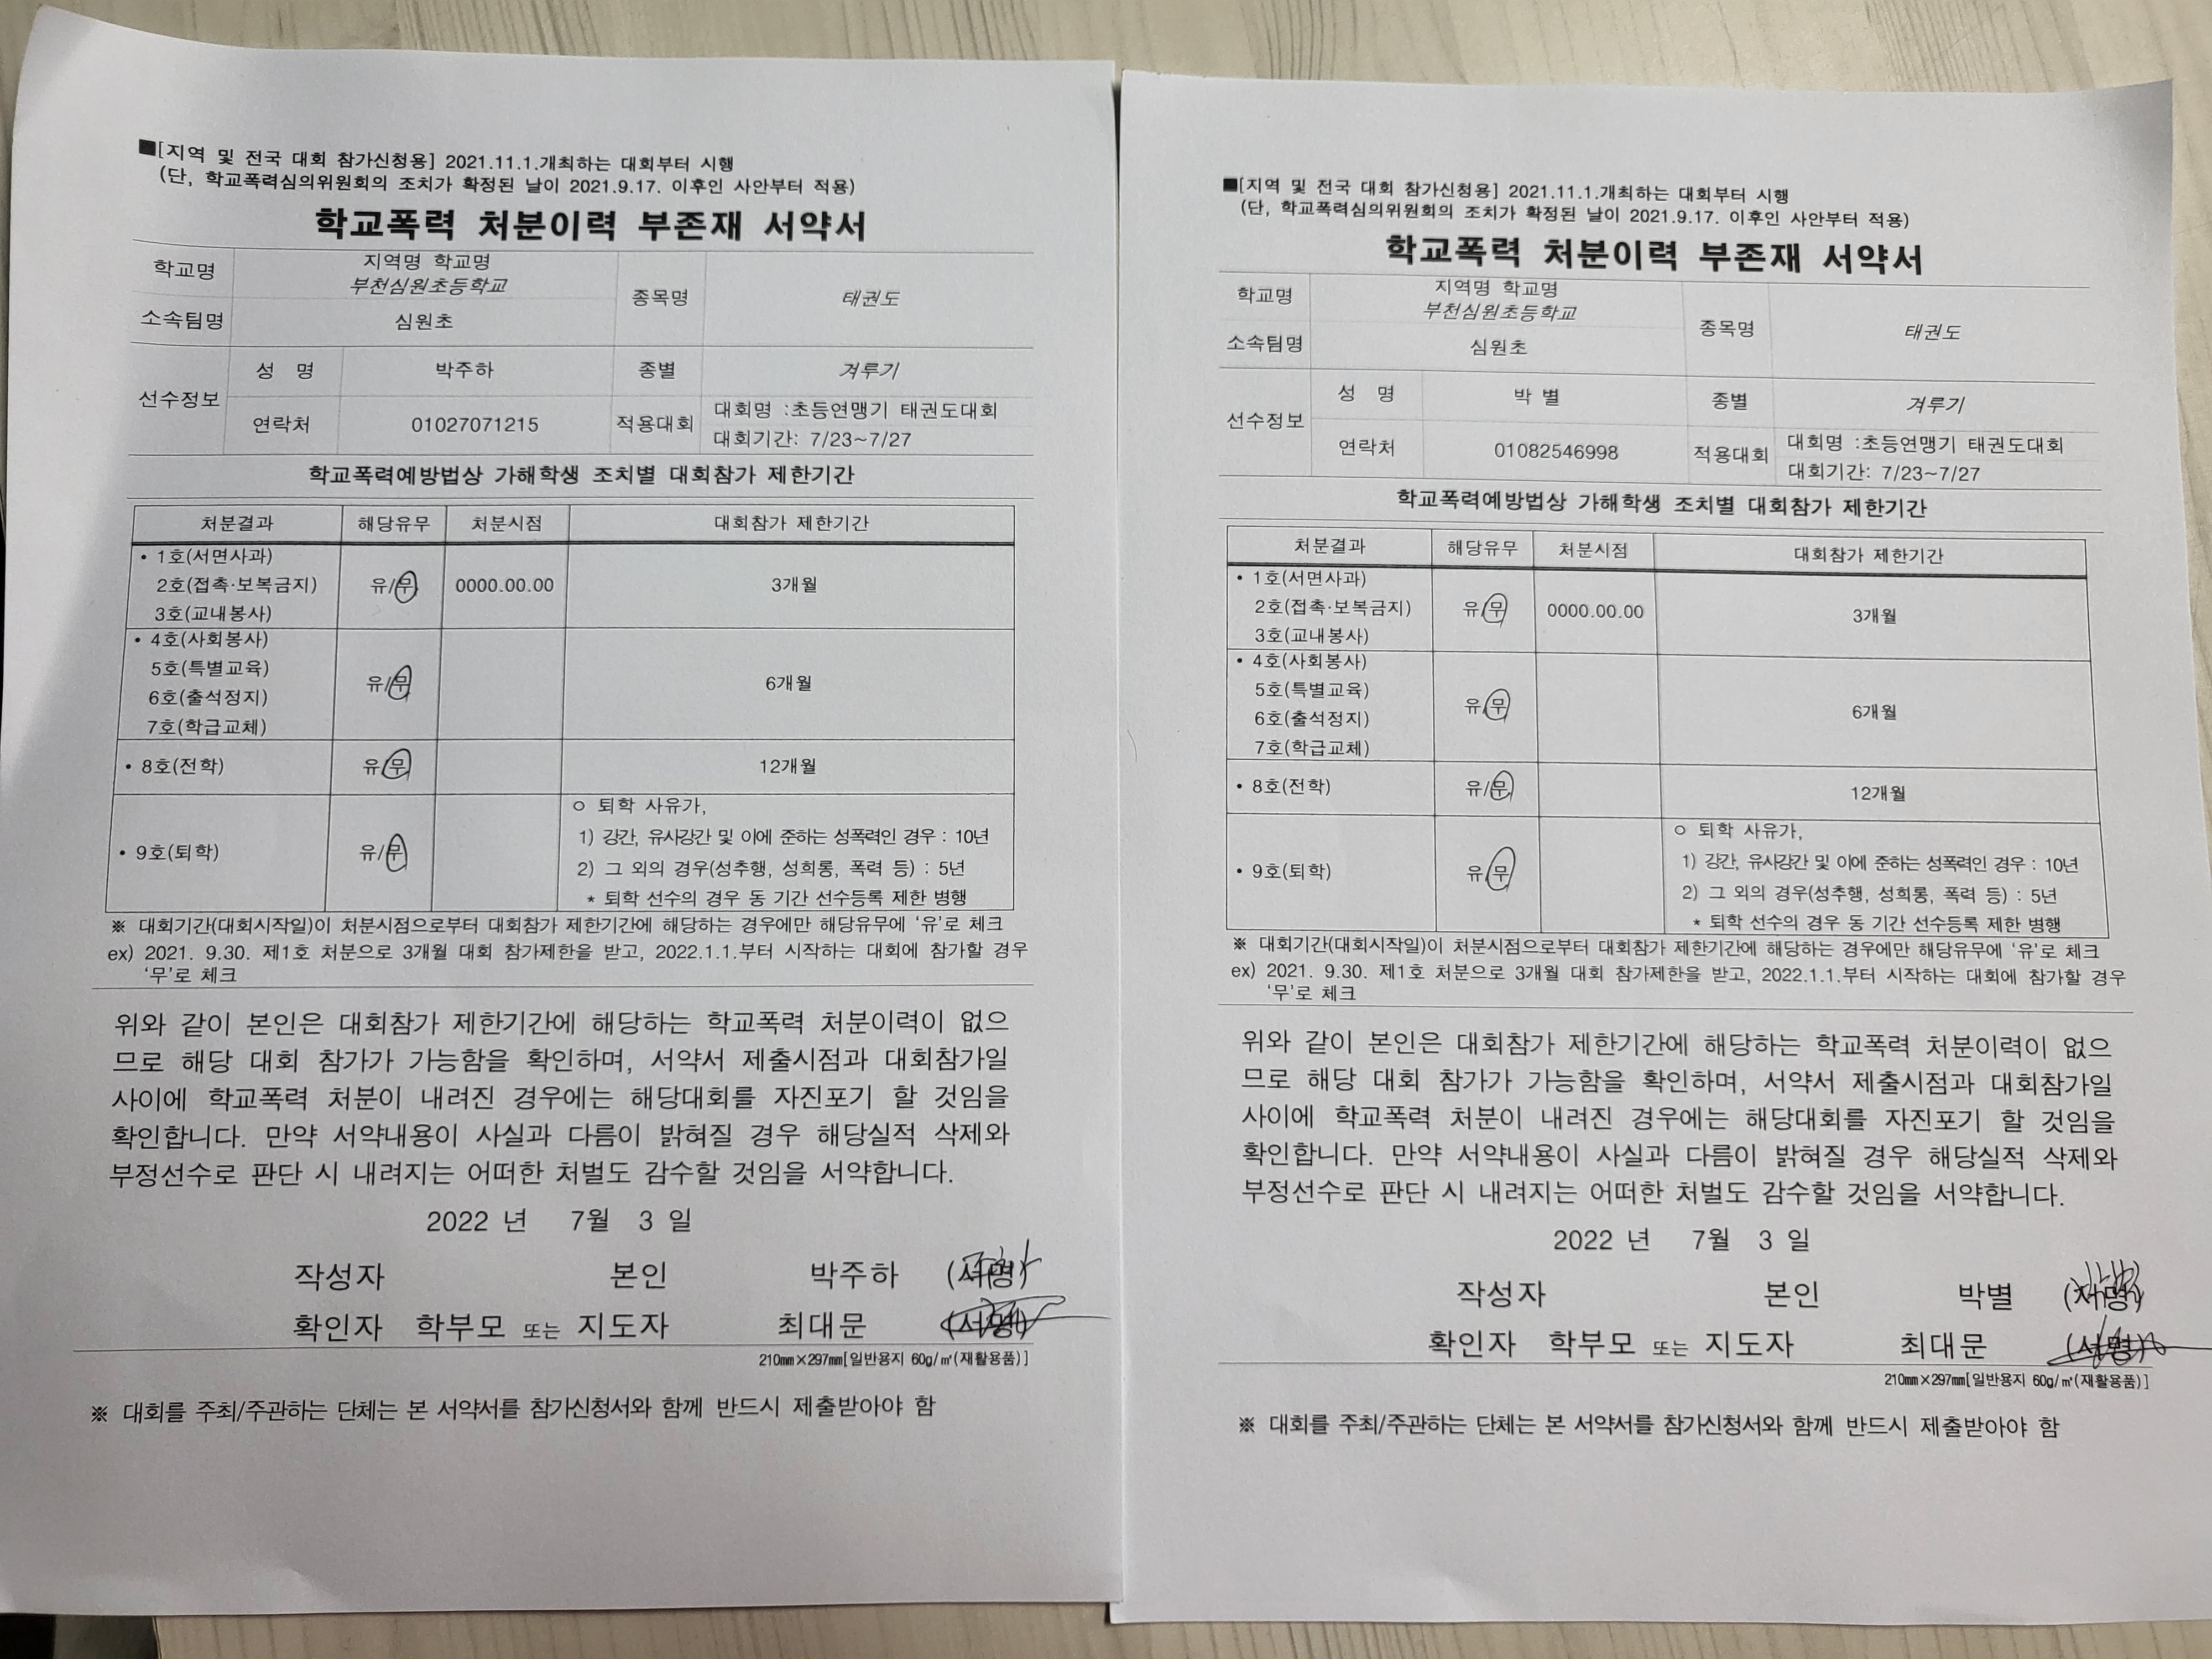 ■[지역 및 전국 대회 참가신청용] 2021.11.1.개최하는 대회부터 시행
(단, 학교폭력심의위원회의 조치가 확정된 날이 2021.9.17. 이후인 사안부터 적용)
학교폭력 처분이력 부존재 서약서
학교명 지역명 학교명
부천심원초등학교
종목명 태권도
소속팀명 심원초
선수정보 성 명 박주하 종별 겨루기
연락처 01027071215 적용대회 대회명 :초등연맹기 태권도대회
대회기간: 7/23~7/27
학교폭력예방법상 가해학생 조치별 대회참가 제한기간
처분결과 해당유무 처분시점 대회참가 제한기간
• 1호(서면사과)
2호(접촉·보복금지) 유/무 0000.00.00 3개월
3호(교내봉사)
• 4호(사회봉사)
5호(특별교육)
유/무 6개월
6호(출석정지)
7호(학급교체)
• 8호(전학) 유/무 12개월
• 9호(퇴학) 유/무
ㅇ 퇴학 사유가,
1) 강간, 유사강간 및 이에 준하는 성폭력인 경우 : 10년
2) 그 외의 경우(성추행, 성희롱, 폭력 등) : 5년
* 퇴학 선수의 경우 동 기간 선수등록 제한 병행
※ 대회기간(대회시작일)이 처분시점으로부터 대회참가 제한기간에 해당하는 경우에만 해당유무에 ‘유’로 체크
ex) 2021. 9.30. 제1호 처분으로 3개월 대회 참가제한을 받고, 2022.1.1.부터 시작하는 대회에 참가할 경우
‘무’로 체크
위와 같이 본인은 대회참가 제한기간에 해당하는 학교폭력 처분이력이 없으
므로 해당 대회 참가가 가능함을 확인하며, 서약서 제출시점과 대회참가일
사이에 학교폭력 처분이 내려진 경우에는 해당대회를 자진포기 할 것임을
확인합니다. 만약 서약내용이 사실과 다름이 밝혀질 경우 해당실적 삭제와
부정선수로 판단 시 내려지는 어떠한 처벌도 감수할 것임을 서약합니다.
2022 년 7월 3 일
작성자 본인 박주하 (서명)
확인자 학부모 또는 지도자 최대문 (서명)
210㎜×297㎜[일반용지 60g/㎡(재활용품)]
※ 대회를 주최/주관하는 단체는 본 서약서를 참가신청서와 함께 반드시 제출받아야 함
■[지역 및 전국 대회 참가신청용] 2021.11.1.개최하는 대회부터 시행
(단, 학교폭력심의위원회의 조치가 확정된 날이 2021.9.17. 이후인 사안부터 적용)
학교폭력 처분이력 부존재 서약서
학교명 지역명 학교명
부천심원초등학교
종목명 태권도
소속팀명 심원초
선수정보 성 명 박 별 종별 겨루기
연락처 01082546998 적용대회 대회명 :초등연맹기 태권도대회
대회기간: 7/23~7/27
학교폭력예방법상 가해학생 조치별 대회참가 제한기간
처분결과 해당유무 처분시점 대회참가 제한기간
• 1호(서면사과)
2호(접촉·보복금지) 유/무 0000.00.00 3개월
3호(교내봉사)
• 4호(사회봉사)
5호(특별교육)
유/무 6개월
6호(출석정지)
7호(학급교체)
• 8호(전학) 유/무 12개월
• 9호(퇴학) 유/무
ㅇ 퇴학 사유가,
1) 강간, 유사강간 및 이에 준하는 성폭력인 경우 : 10년
2) 그 외의 경우(성추행, 성희롱, 폭력 등) : 5년
* 퇴학 선수의 경우 동 기간 선수등록 제한 병행
※ 대회기간(대회시작일)이 처분시점으로부터 대회참가 제한기간에 해당하는 경우에만 해당유무에 ‘유’로 체크
ex) 2021. 9.30. 제1호 처분으로 3개월 대회 참가제한을 받고, 2022.1.1.부터 시작하는 대회에 참가할 경우
‘무’로 체크
위와 같이 본인은 대회참가 제한기간에 해당하는 학교폭력 처분이력이 없으
므로 해당 대회 참가가 가능함을 확인하며, 서약서 제출시점과 대회참가일
사이에 학교폭력 처분이 내려진 경우에는 해당대회를 자진포기 할 것임을
확인합니다. 만약 서약내용이 사실과 다름이 밝혀질 경우 해당실적 삭제와
부정선수로 판단 시 내려지는 어떠한 처벌도 감수할 것임을 서약합니다.
2022 년 7월 3 일
작성자 본인 박별 (서명)
확인자 학부모 또는 지도자 최대문 (서명)
210㎜×297㎜[일반용지 60g/㎡(재활용품)]
※ 대회를 주최/주관하는 단체는 본 서약서를 참가신청서와 함께 반드시 제출받아야 함